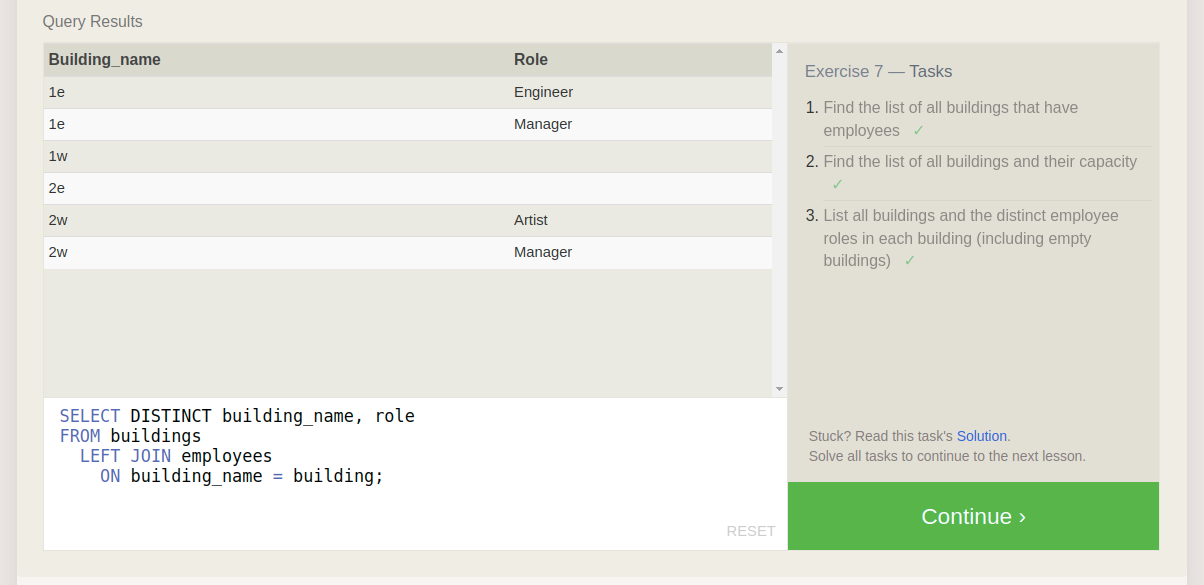 Query Results
Building_name Role
1e Engineer
1e Manager
1w
2e
2w Artist
2w Manager
SELECT DISTINCT building_name, role
FROM buildings
LEFT JOIN employees
ON building_name = building;
RESET
Exercise 7 — Tasks
1. Find the list of all buildings that have
employees ✓
2. Find the list of all buildings and their capacity
✓
3. List all buildings and the distinct employee
roles in each building (including empty
buildings) ✓
Stuck? Read this task's Solution.
Solve all tasks to continue to the next lesson.
Continue ›